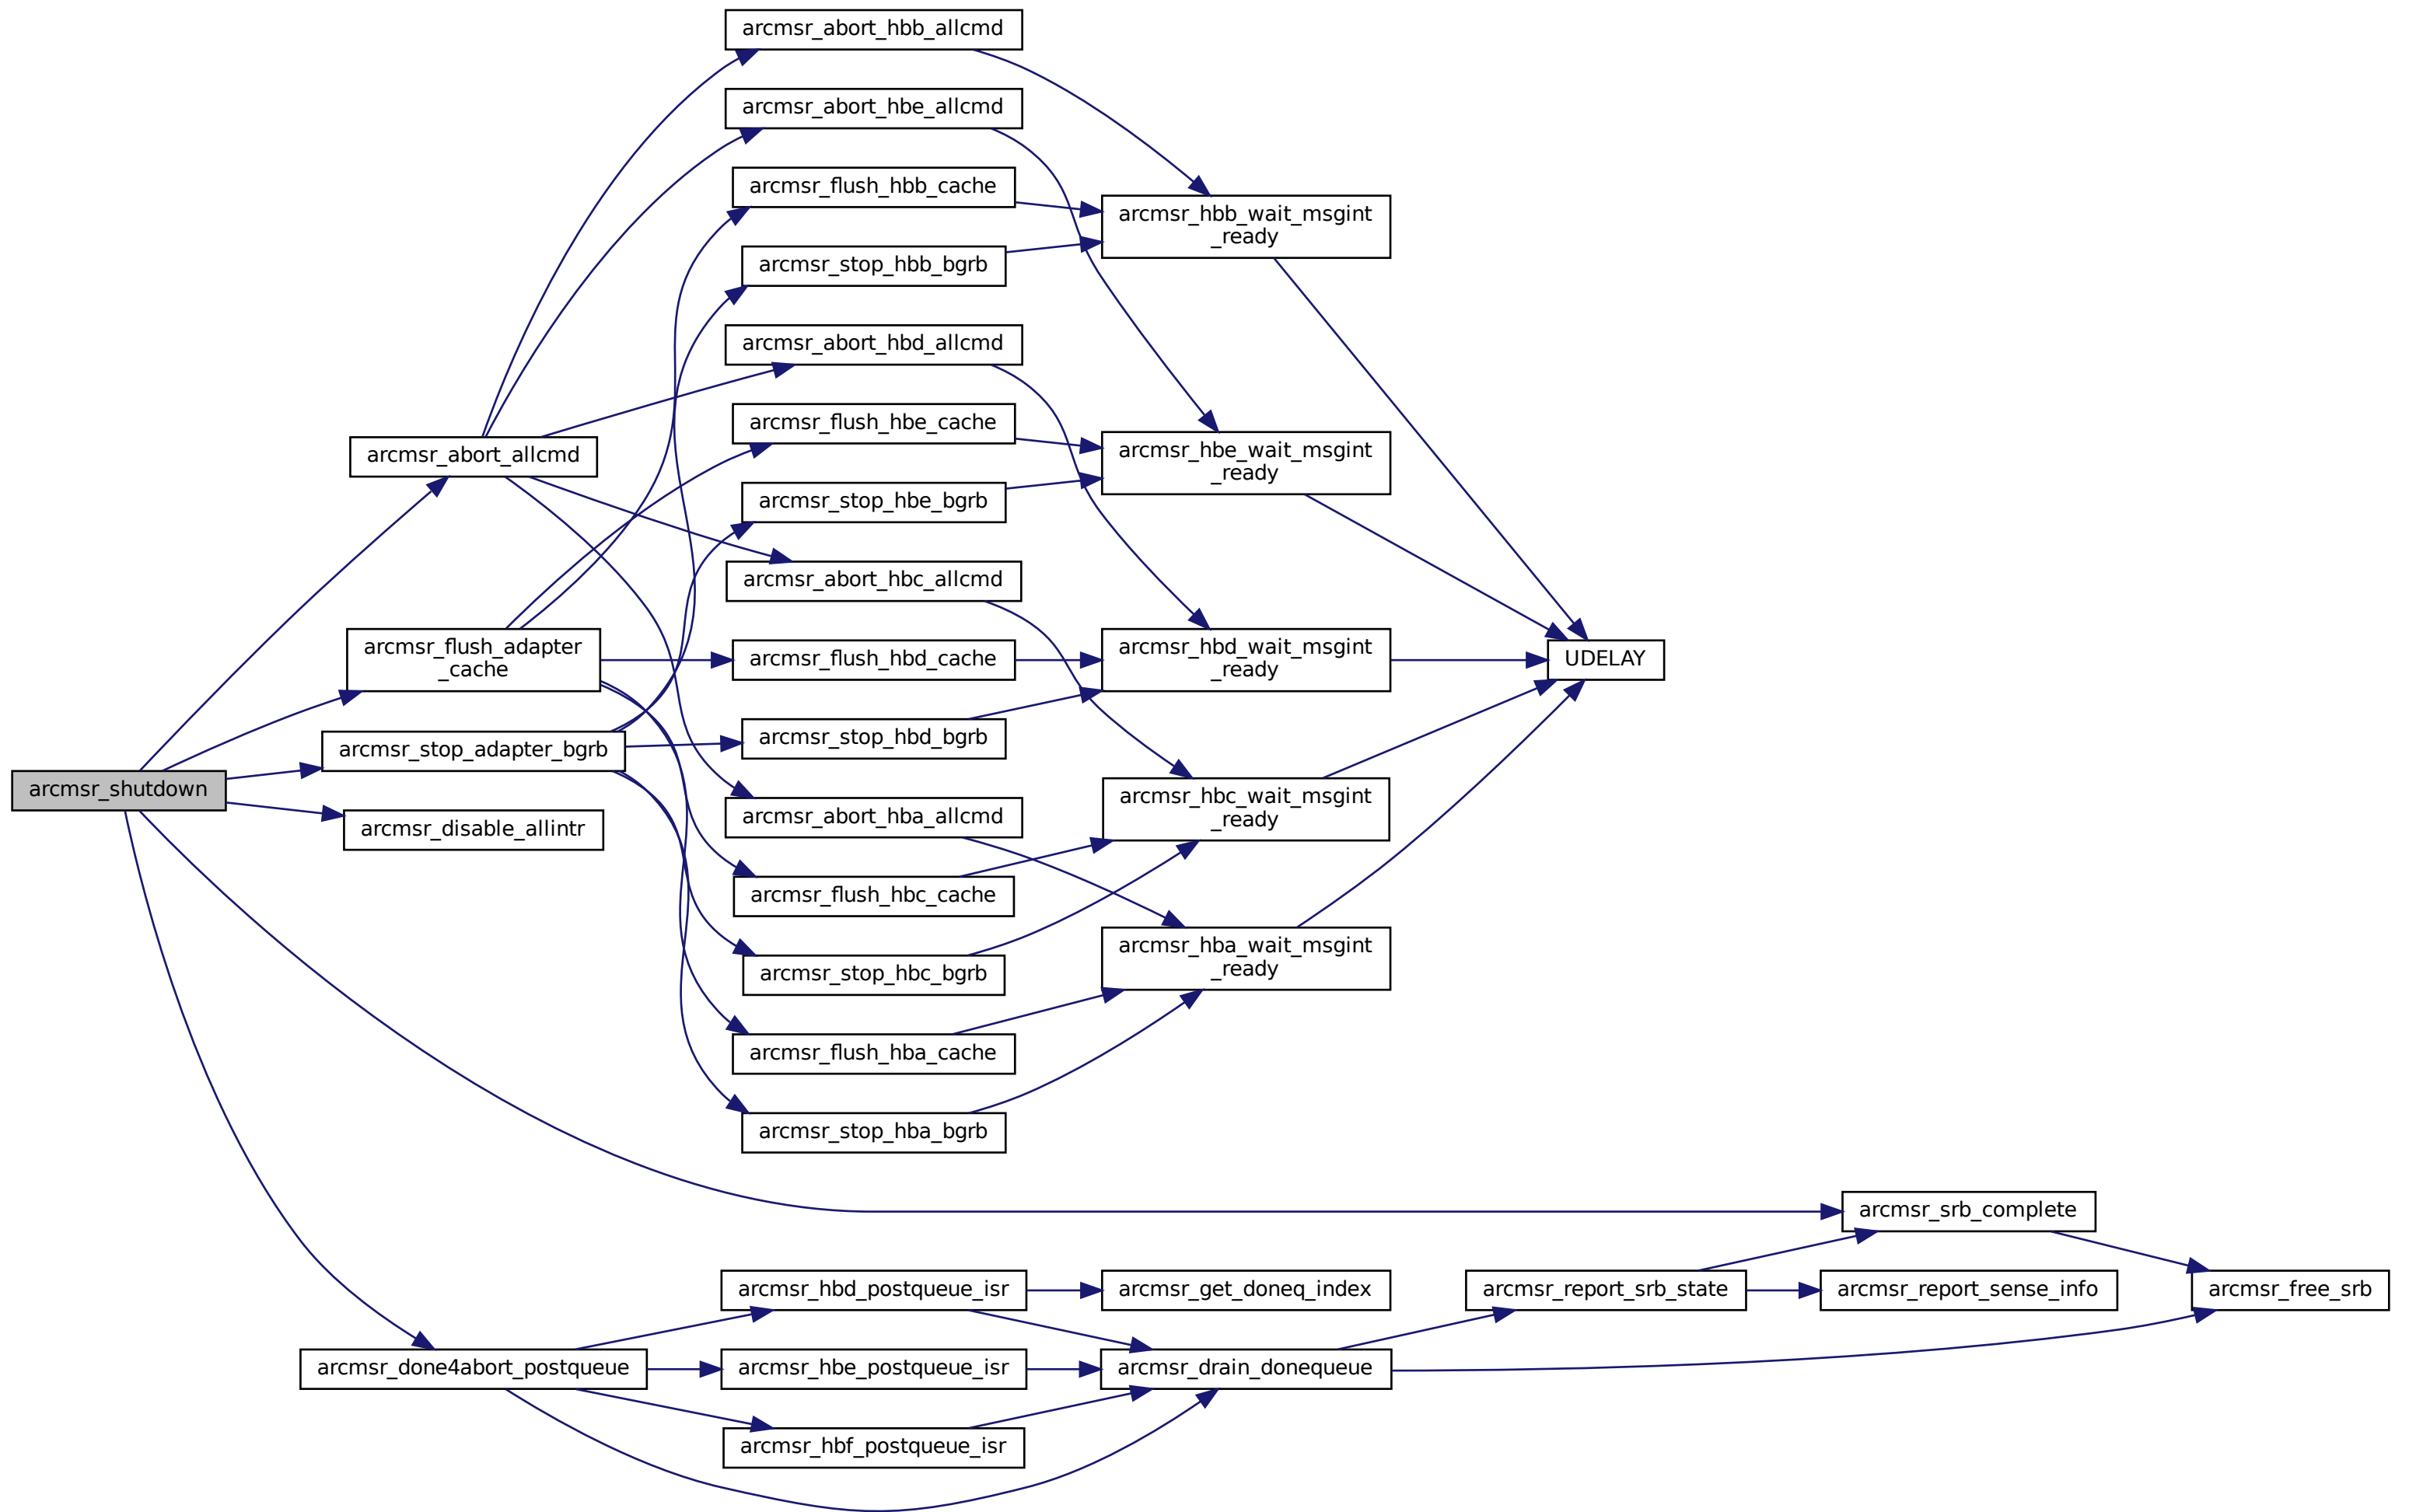 arcmsr_shutdown
arcmsr_abort_allcmd
arcmsr_flush_adapter
_cache
arcmsr_stop_adapter_bgrb
arcmsr_disable_allintr
arcmsr_done4abort_postqueue
arcmsr_abort_hbb_allcmd
arcmsr_abort_hbe_allcmd
arcmsr_flush_hbb_cache
arcmsr_stop_hbb_bgrb
arcmsr_abort_hbd_allcmd
arcmsr_flush_hbe_cache
arcmsr_stop_hbe_bgrb
arcmsr_abort_hbc_allcmd
arcmsr_flush_hbd_cache
arcmsr_stop_hbd_bgrb
arcmsr_abort_hba_allcmd
arcmsr_flush_hbc_cache
arcmsr_stop_hbc_bgrb
arcmsr_flush_hba_cache
arcmsr_stop_hba_bgrb
arcmsr_hbd_postqueue_isr
arcmsr_hbe_postqueue_isr
arcmsr_hbf_postqueue_isr
arcmsr_hbb_wait_msgint
_ready
arcmsr_hbe_wait_msgint
_ready
arcmsr_hbd_wait_msgint
_ready
arcmsr_hbc_wait_msgint
_ready
arcmsr_hba_wait_msgint
_ready
arcmsr_get_doneq_index
arcmsr_drain_donequeue
UDELAY
arcmsr_report_srb_state
arcmsr_srb_complete
arcmsr_report_sense_info
arcmsr_free_srb